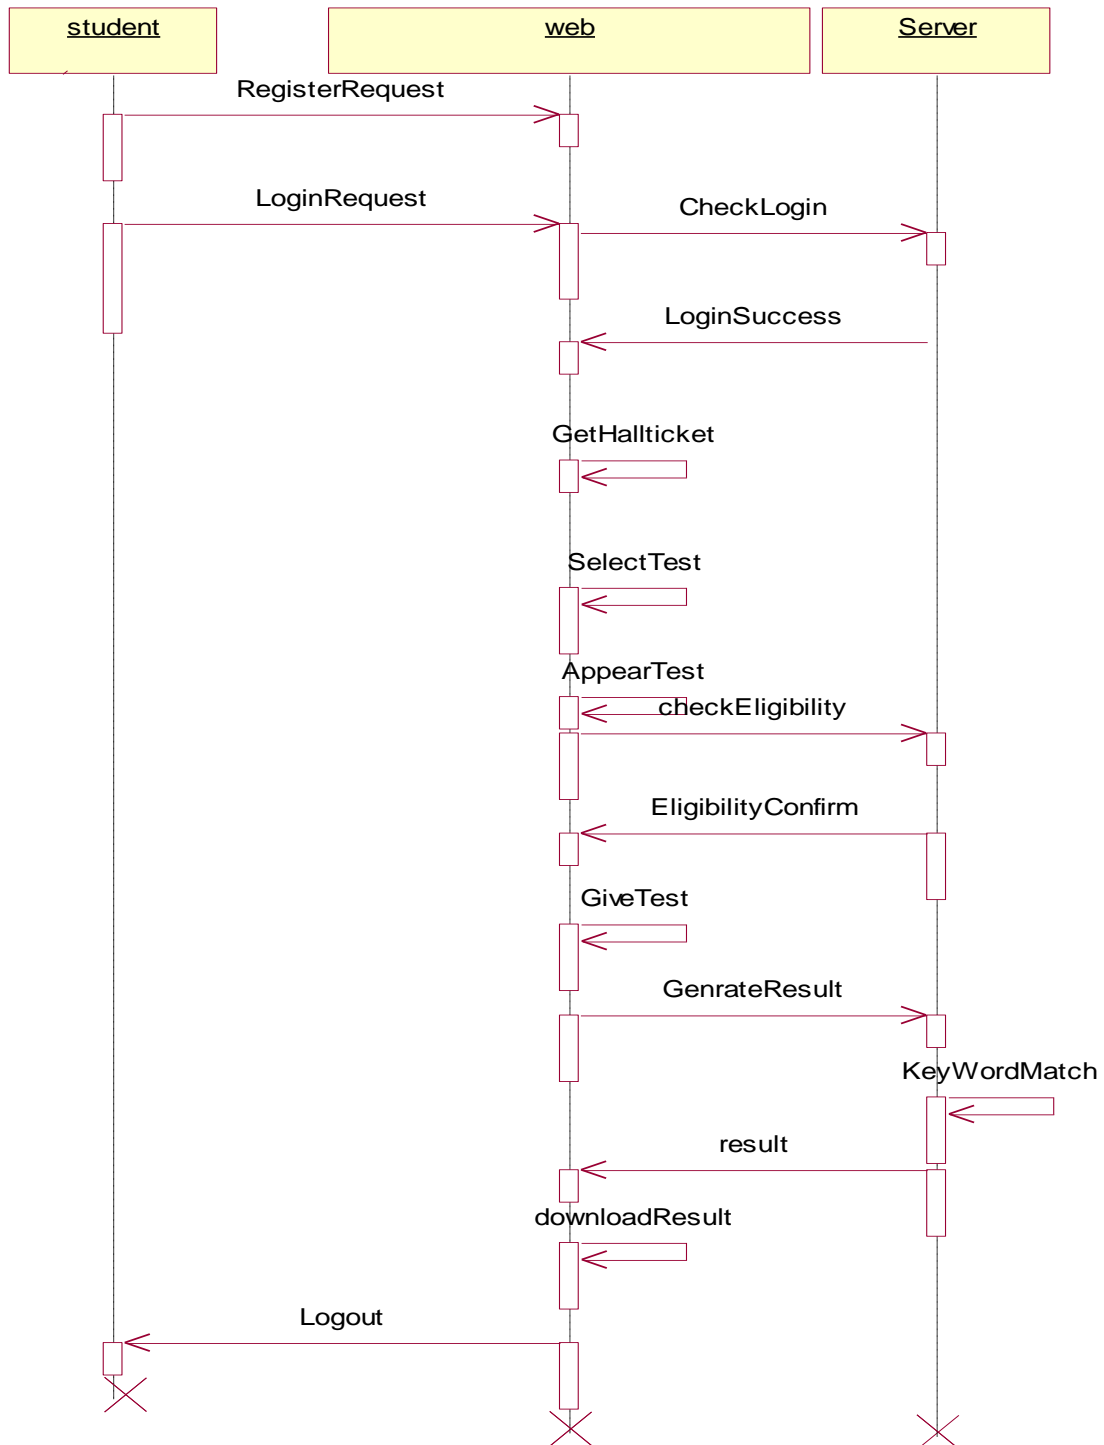 student
web
Server
RegisterRequest
LoginRequest
CheckLogin
LoginSuccess
GetHallticket
SelectTest
AppearTest
checkEligibility
EligibilityConfirm
GiveTest
GenrateResult
KeyWordMatch
result
downloadResult
Logout